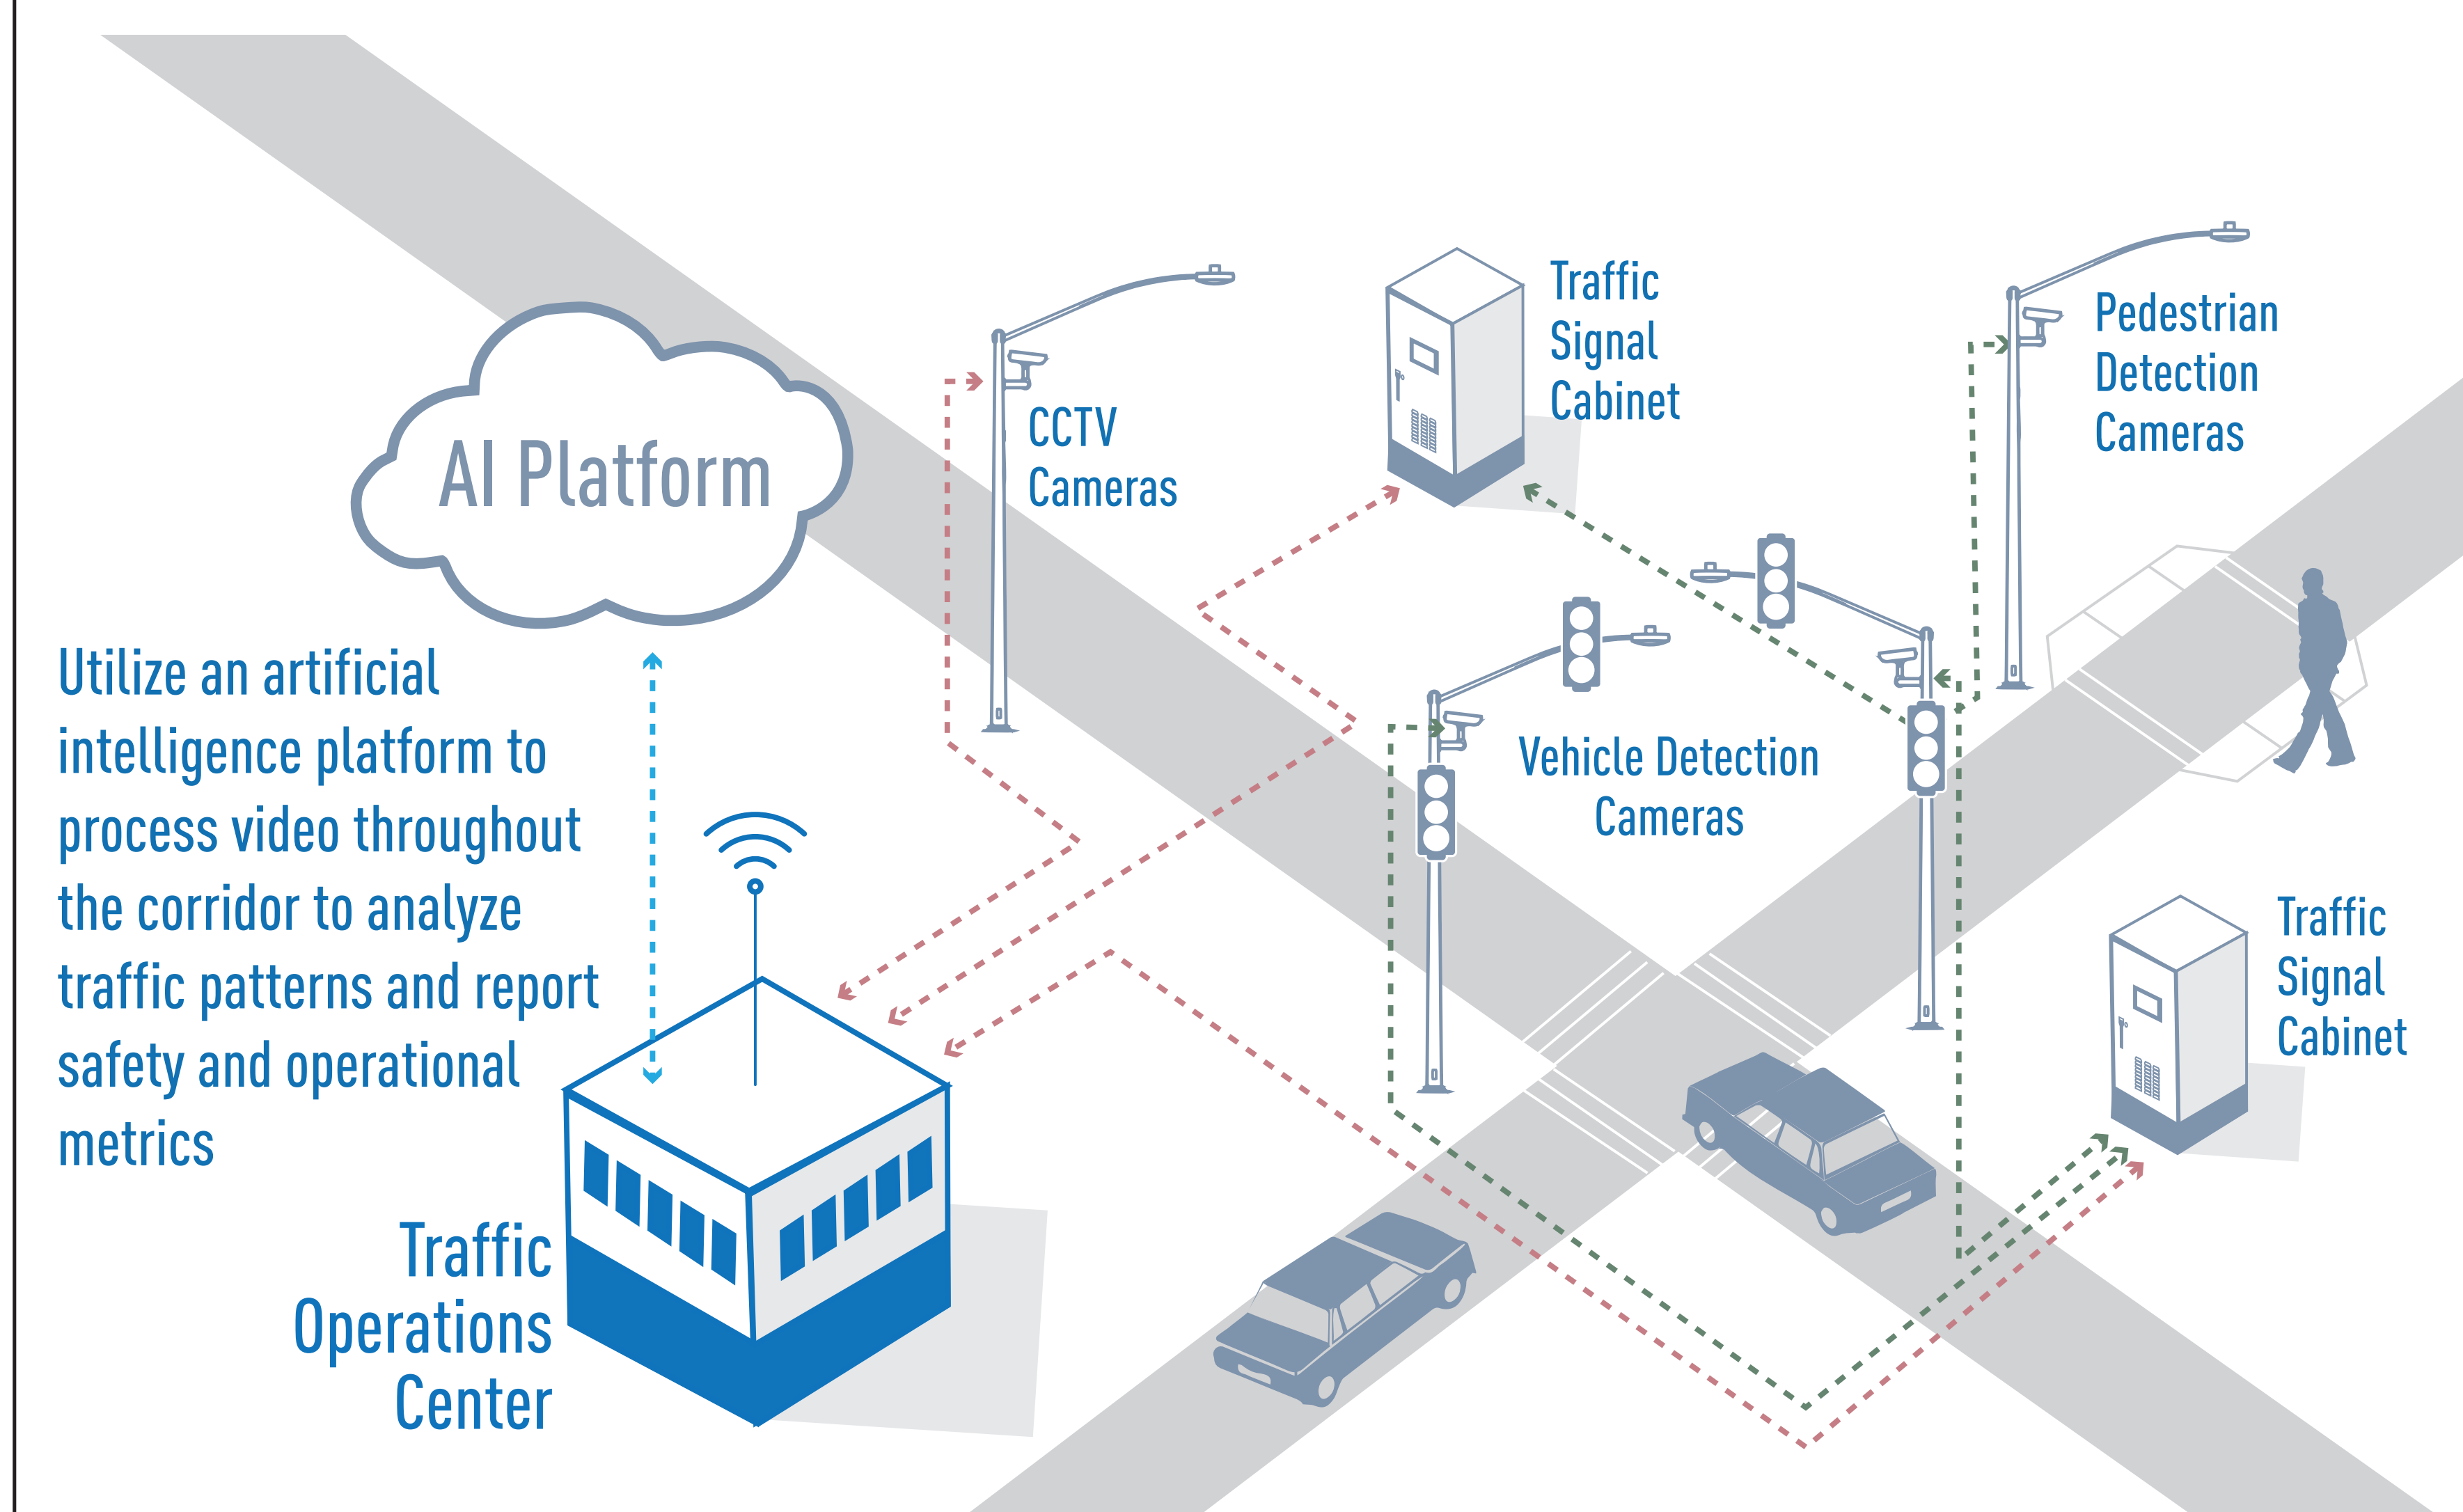 AI Platform
CCTV
Cameras
Traffic
Signal
Cabinet
Pedestrian
Detection
Cameras
Utilize an artificial
intelligence platform to
process video throughout
the corridor to analyze
traffic patterns and report
safety and operational
metrics
Vehicle Detection
Cameras
Traffic
Signal
Cabinet
Traffic
Operations
Center